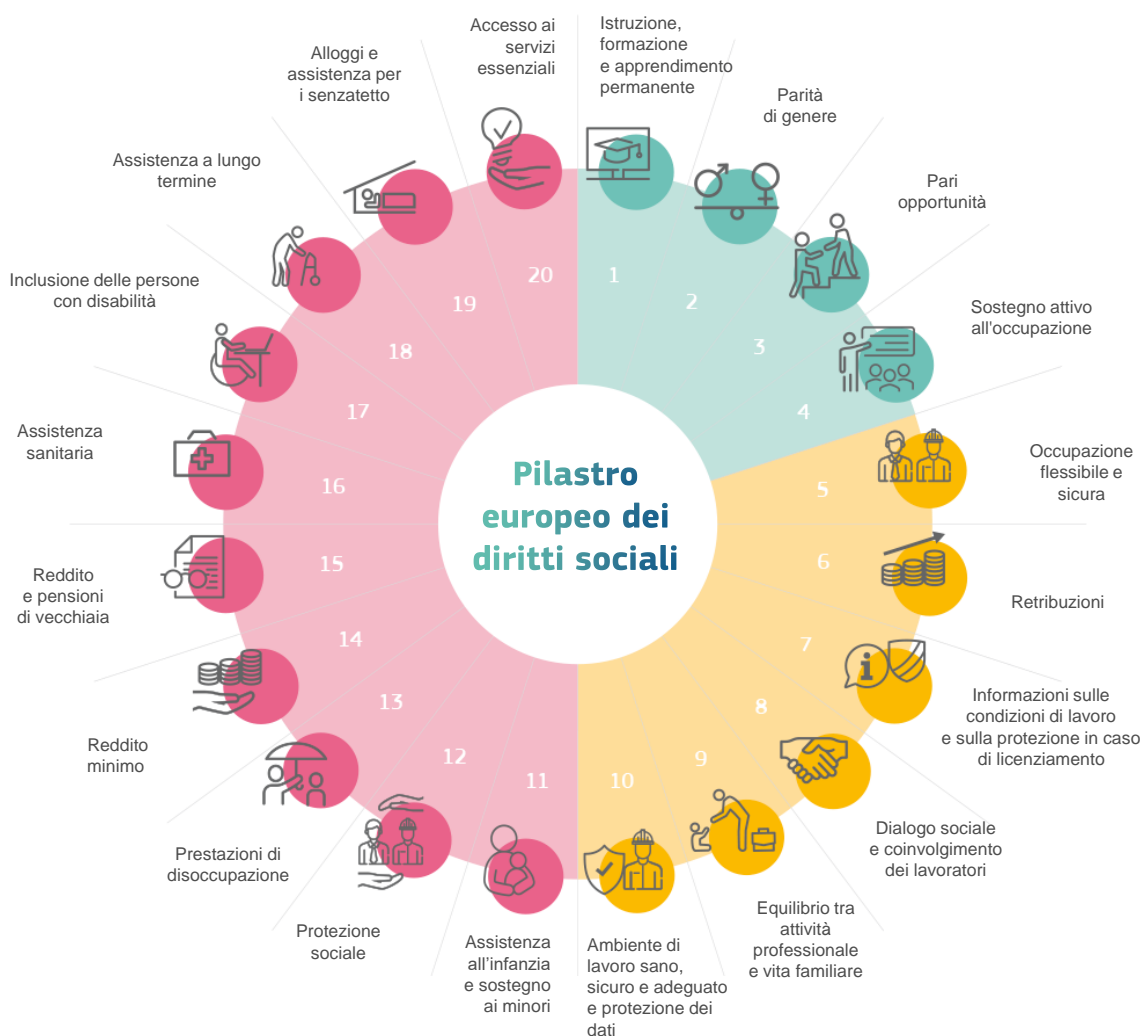 Pilastro
europeo dei
diritti sociali
1
Istruzione,
formazione
e apprendimento
permanente
2
Parità
di genere
3
Pari
opportunità
4
Sostegno attivo
all'occupazione
5
Occupazione
flessibile e
sicura
6
Retribuzioni
7
Informazioni sulle
condizioni di lavoro
e sulla protezione in caso
di licenziamento
8
Dialogo sociale
e coinvolgimento
dei lavoratori
9
Equilibrio tra
attività
professionale
e vita familiare
10
Ambiente di
lavoro sano,
sicuro e adeguato
e protezione dei
dati
11
Assistenza
all’infanzia
e sostegno
ai minori
12
Protezione
sociale
13
Prestazioni di
disoccupazione
14
Reddito
minimo
15
Reddito
e pensioni
di vecchiaia
16
Assistenza
sanitaria
17
Inclusione delle persone
con disabilità
18
Assistenza a lungo
termine
19
Alloggi e
assistenza per
i senzatetto
20
Accesso ai
servizi
essenziali
i